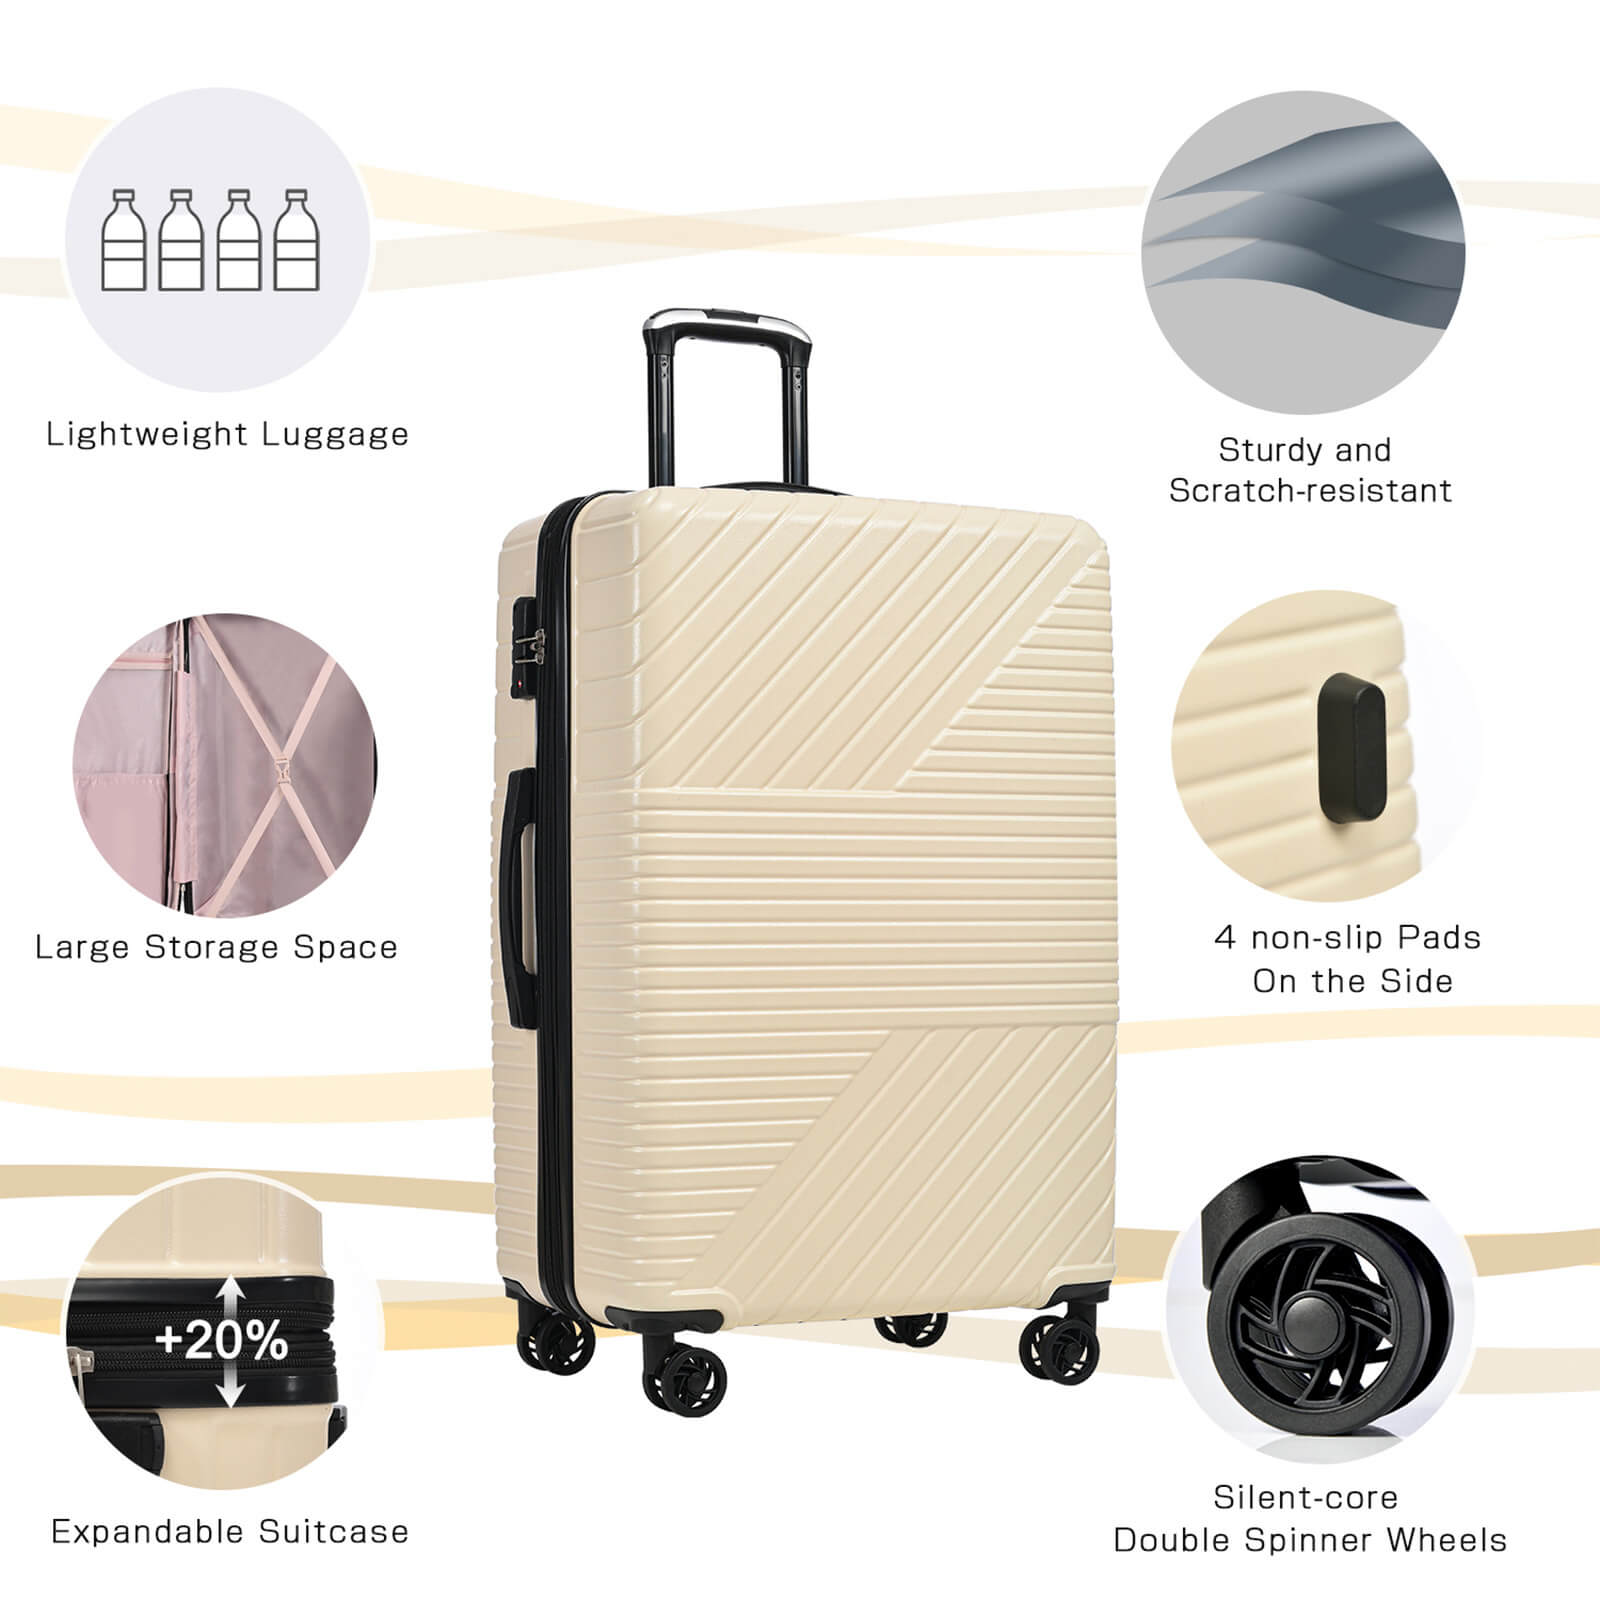 Lightweight Luggage
Sturdy and
Scratch-resistant
Large Storage Space
4 non-slip Pads
On the Side
+20%
Expandable Suitcase
Silent-core
Double Spinner Wheels